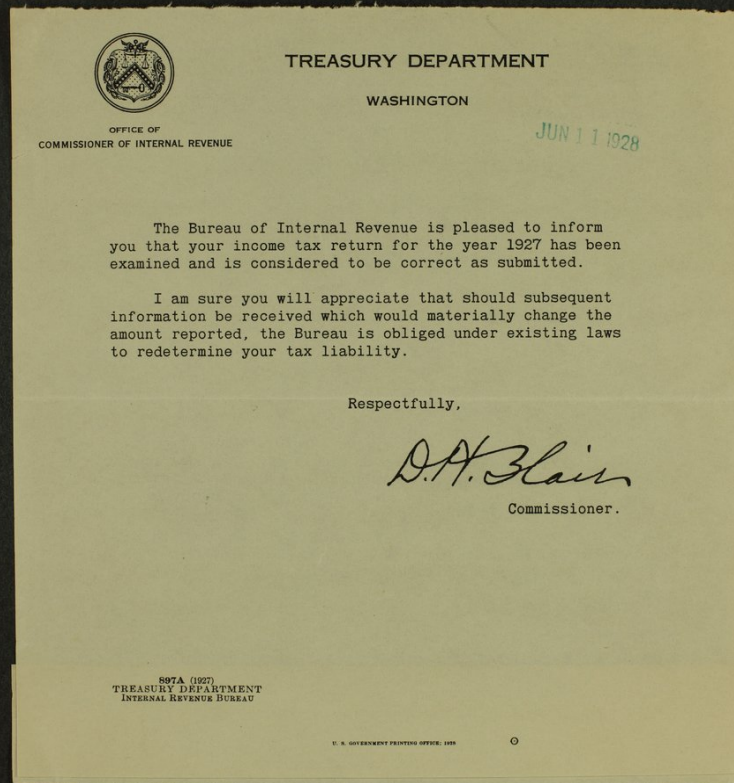 TREASURY DEPARTMENT
WASHINGTON
OFFICE OF
COMMISSIONER OF INTERNAL REVENUE
JUN 11 1928
The Bureau of Internal Revenue is pleased to inform
you that your income tax return for the year 1927 has been
examined and is considered to be correct as submitted.
I am sure you will appreciate that should subsequent
information be received which would materially change the
amount reported, the Bureau is obliged under existing laws
to redetermine your tax liability.
Respectfully,
D. H. Blair
Commissioner.
897A (1927)
TREASURY DEPARTMENT
INTERNAL REVENUE BUREAU
U. S. GOVERNMENT PRINTING OFFICE: 1928